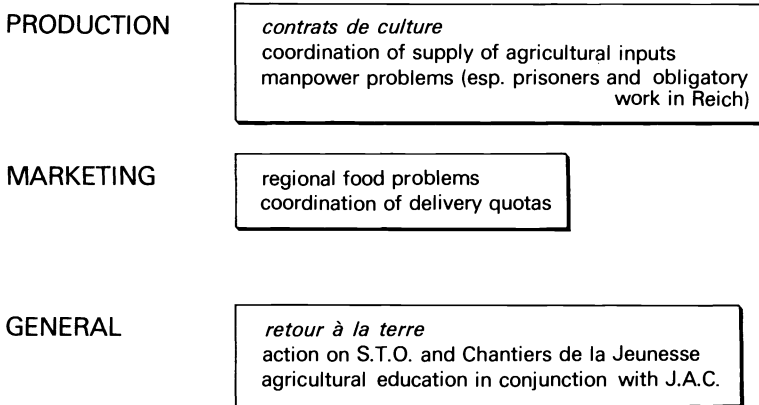 PRODUCTION
contrats de culture
coordination of supply of agricultural inputs
manpower problems (esp. prisoners and obligatory
work in Reich)
MARKETING
regional food problems
coordination of delivery quotas
GENERAL
retour à la terre
action on S.T.O. and Chantiers de la Jeunesse
agricultural education in conjunction with J.A.C.